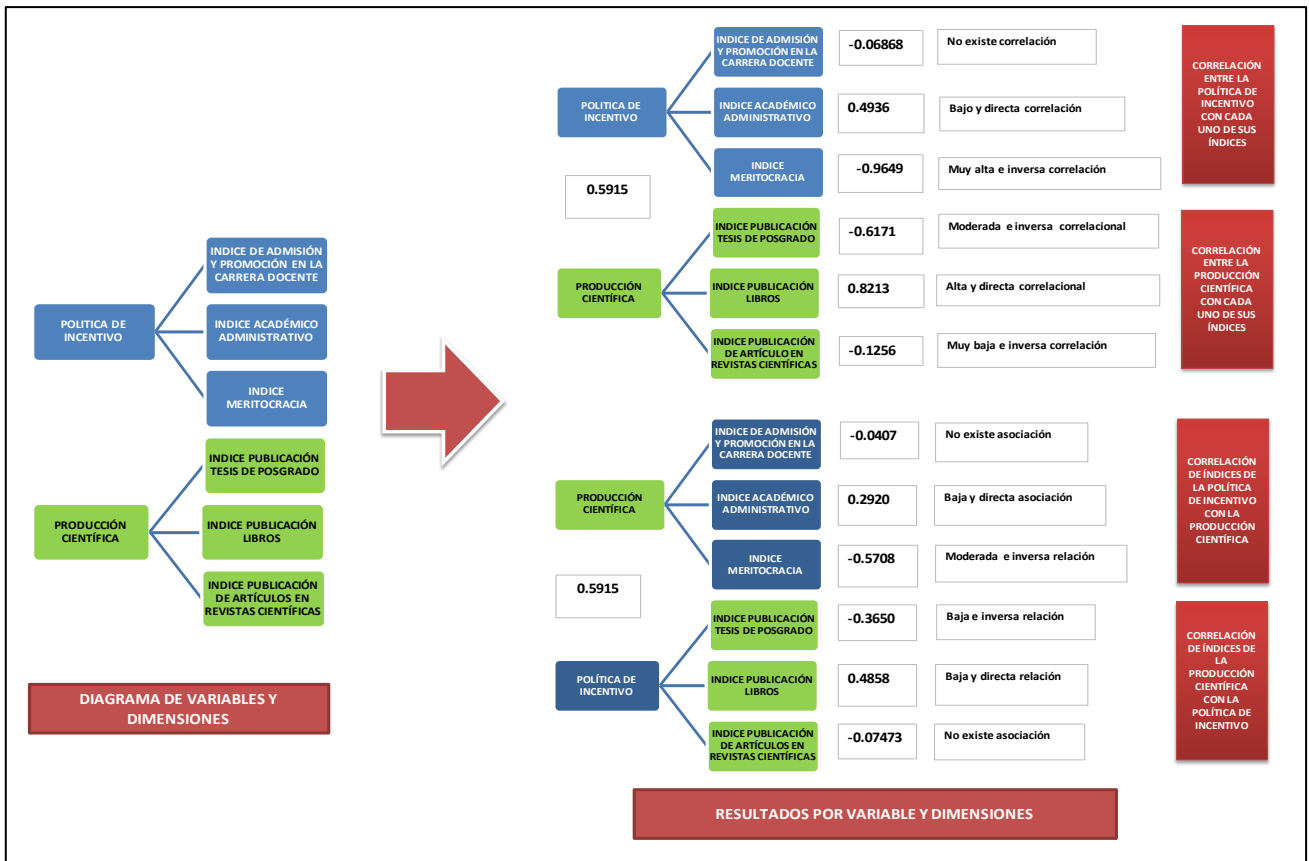 INDICE DE ADMISIÓN
Y PROMOCIÓN EN LA
CARRERA DOCENTE
POLITICA DE
INCENTIVO
INDICE ACADÉMICO
ADMINISTRATIVO
INDICE
MERITOCRACIA
INDICE PUBLICACIÓN
TESIS DE POSGRADO
PRODUCCIÓN
CIENTÍFICA
INDICE PUBLICACIÓN
LIBROS
INDICE PUBLICACIÓN
DE ARTÍCULOS EN
REVISTAS CIENTÍFICAS
DIAGRAMA DE VARIABLES Y
DIMENSIONES
INDICE DE ADMISIÓN
Y PROMOCIÓN EN LA
CARRERA DOCENTE
-0.06868
No existe correlación
POLITICA DE
INCENTIVO
INDICE ACADÉMICO
ADMINISTRATIVO
0.4936
Bajo y directa correlación
INDICE
MERITOCRACIA
-0.9649
Muy alta e inversa correlación
CORRELACIÓN
ENTRE LA
POLÍTICA DE
INCENTIVO
CON CADA
UNO DE SUS
ÍNDICES
0.5915
INDICE PUBLICACIÓN
TESIS DE POSGRADO
-0.6171
Moderada e inversa correlacional
PRODUCCIÓN
CIENTÍFICA
INDICE PUBLICACIÓN
LIBROS
0.8213
Alta y directa correlacional
INDICE PUBLICACIÓN
DE ARTÍCULO EN
REVISTAS CIENTÍFICAS
-0.1256
Muy baja e inversa correlación
CORRELACIÓN
ENTRE LA
PRODUCCIÓN
CIENTÍFICA
CON CADA
UNO DE SUS
ÍNDICES
INDICE DE ADMISIÓN
Y PROMOCIÓN EN LA
CARRERA DOCENTE
-0.0407
No existe asociación
PRODUCCIÓN
CIENTÍFICA
INDICE ACADÉMICO
ADMINISTRATIVO
0.2920
Baja y directa asociación
INDICE
MERITOCRACIA
-0.5708
Moderada e inversa relación
CORRELACIÓN
DE ÍNDICES DE
LA POLÍTICA
DE INCENTIVO
CON LA
PRODUCCIÓN
CIENTÍFICA
0.5915
INDICE PUBLICACIÓN
TESIS DE POSGRADO
-0.3650
Baja e inversa relación
POLÍTICA DE
INCENTIVO
INDICE PUBLICACIÓN
LIBROS
0.4858
Baja y directa relación
INDICE PUBLICACIÓN
DE ARTÍCULOS EN
REVISTAS CIENTÍFICAS
-0.07473
No existe asociación
CORRELACIÓN
DE ÍNDICES DE
LA
PRODUCCIÓN
CIENTÍFICA
CON LA
POLÍTICA DE
INCENTIVO
RESULTADOS POR VARIABLE Y DIMENSIONES